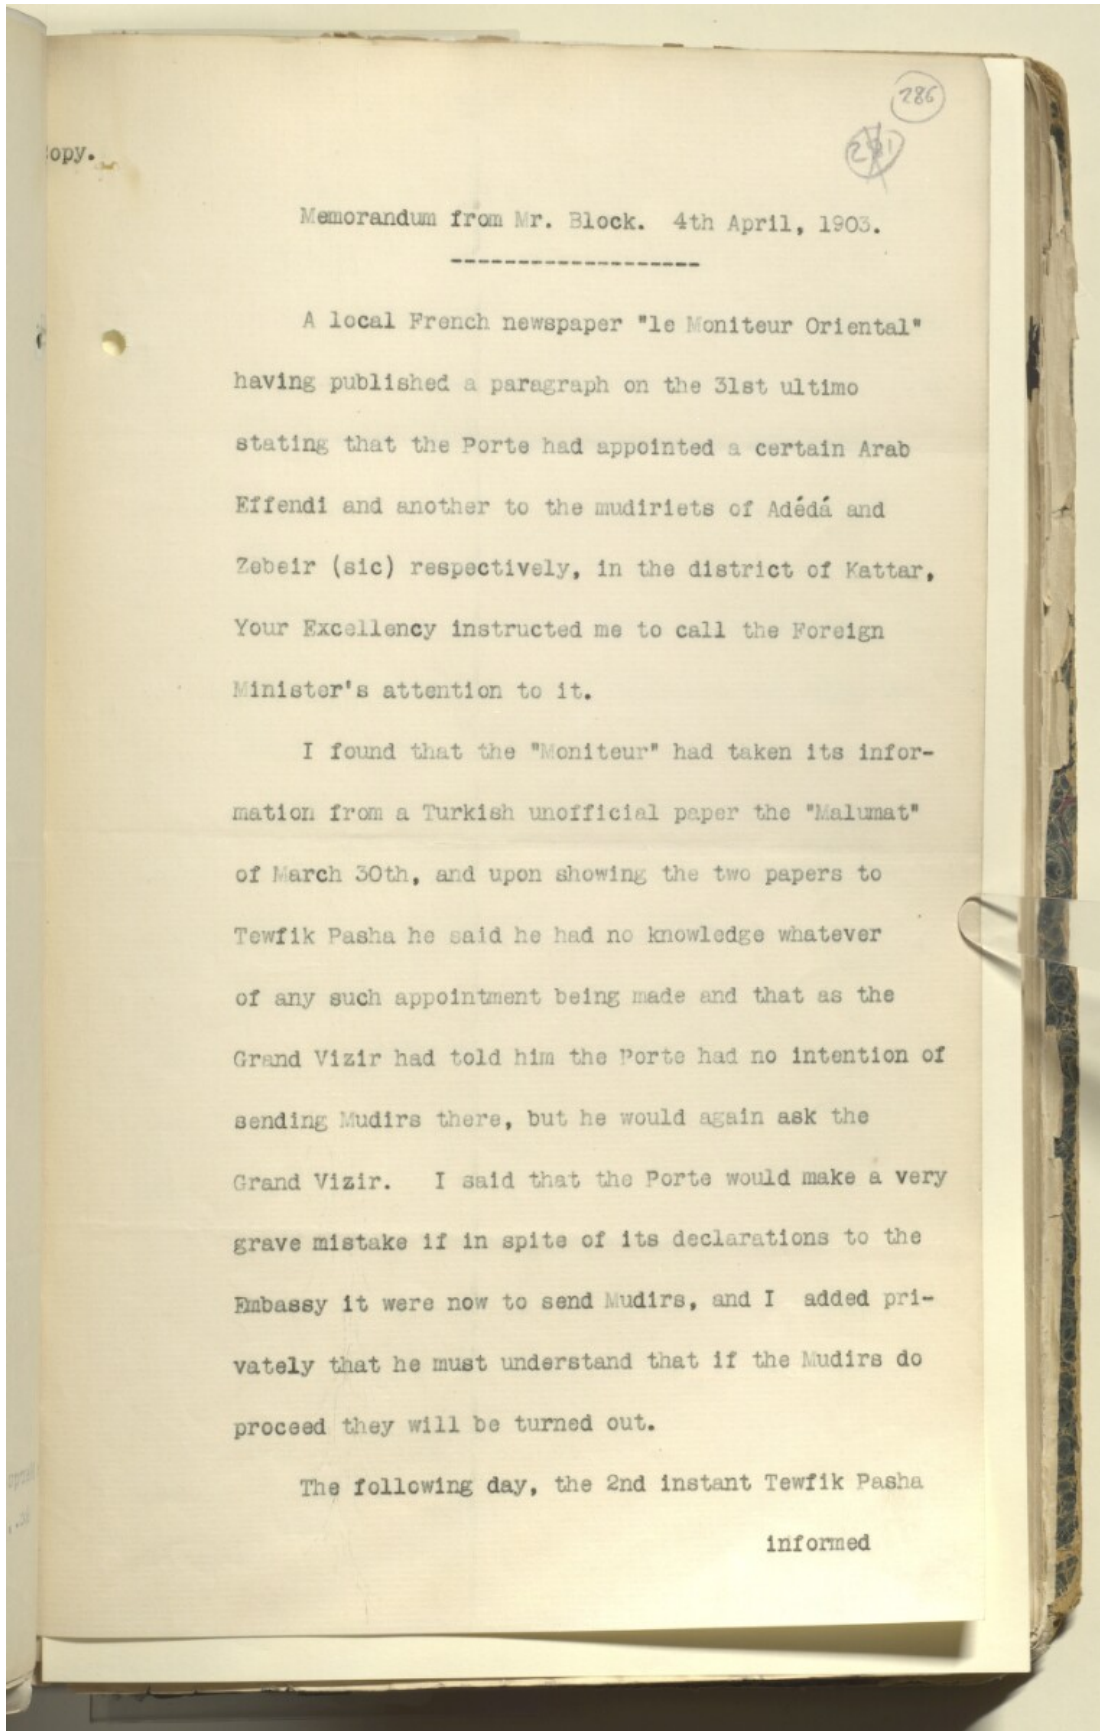 286
opy.
Memorandum from Mr. Block. 4th April, 1903.
-------------------
A local French newspaper "le Moniteur Oriental"
having published a paragraph on the 31st ultimo
stating that the Porte had appointed a certain Arab
Effendi and another to the mudiriets of Adédá and
Zebeir (sic) respectively, in the district of Kattar,
Your Excellency instructed me to call the Foreign
Minister's attention to it.
I found that the "Moniteur" had taken its infor-
mation from a Turkish unofficial paper the "Malumat"
of March 30th, and upon showing the two papers to
Tewfik Pasha he said he had no knowledge whatever
of any such appointment being made and that as the
Grand Vizir had told him the Porte had no intention of
sending Mudirs there, but he would again ask the
Grand Vizir. I said that the Porte would make a very
grave mistake if in spite of its declarations to the
Embassy it were now to send Mudirs, and I added pri-
vately that he must understand that if the Mudirs do
proceed they will be turned out.
The following day, the 2nd instant Tewfik Pasha
informed